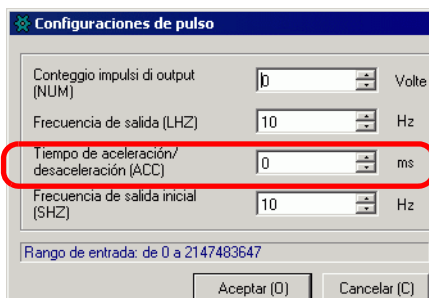 Configuraciones de pulso
Conteggio impulsi di output
(NUM)
0
Volte
Frecuencia de salida (LHZ)
10
Hz
Tiempo de aceleración/
desaceleración (ACC)
0
ms
Frecuencia de salida inicial
(SHZ)
10
Hz
Rango de entrada: de 0 a 2147483647
Aceptar (O)
Cancelar (C)